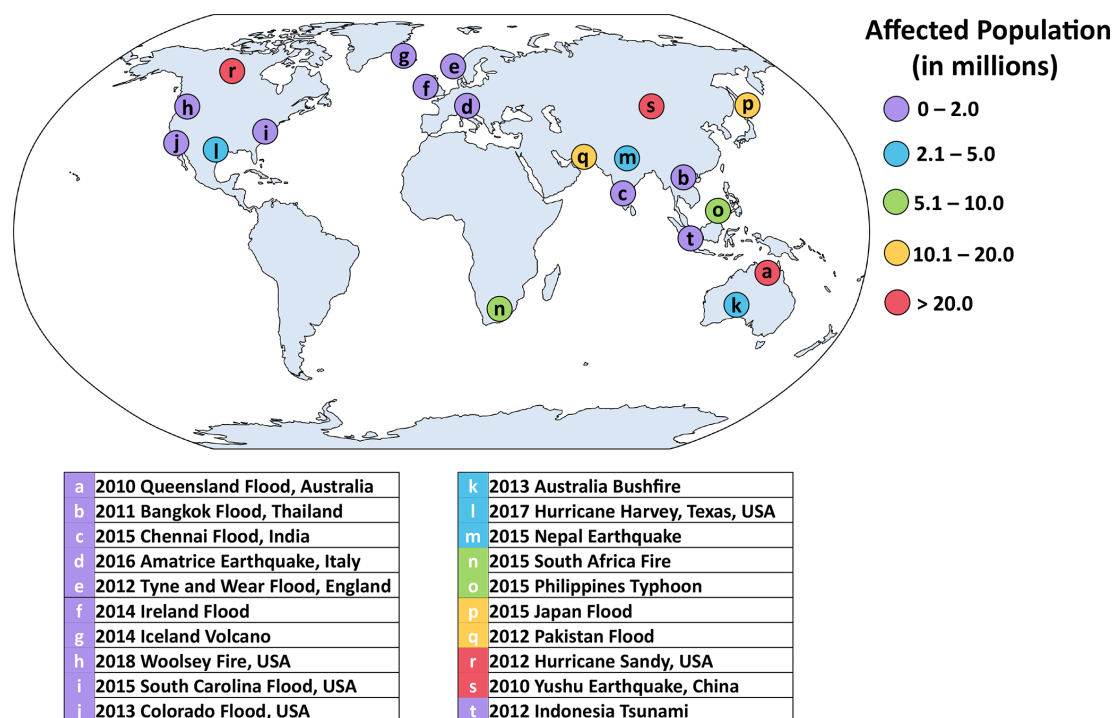 Affected Population
(in millions)
0 – 2.0
2.1 – 5.0
5.1 – 10.0
10.1 – 20.0
> 20.0
g
e
r
f
h
d
s
p
i
j
l
q
m
b
c
o
t
a
k
n
a 2010 Queensland Flood, Australia
b 2011 Bangkok Flood, Thailand
c 2015 Chennai Flood, India
d 2016 Amatrice Earthquake, Italy
e 2012 Tyne and Wear Flood, England
f 2014 Ireland Flood
g 2014 Iceland Volcano
h 2018 Woolsey Fire, USA
i 2015 South Carolina Flood, USA
j 2013 Colorado Flood, USA
k 2013 Australia Bushfire
l 2017 Hurricane Harvey, Texas, USA
m 2015 Nepal Earthquake
n 2015 South Africa Fire
o 2015 Philippines Typhoon
p 2015 Japan Flood
q 2012 Pakistan Flood
r 2012 Hurricane Sandy, USA
s 2010 Yushu Earthquake, China
t 2012 Indonesia Tsunami